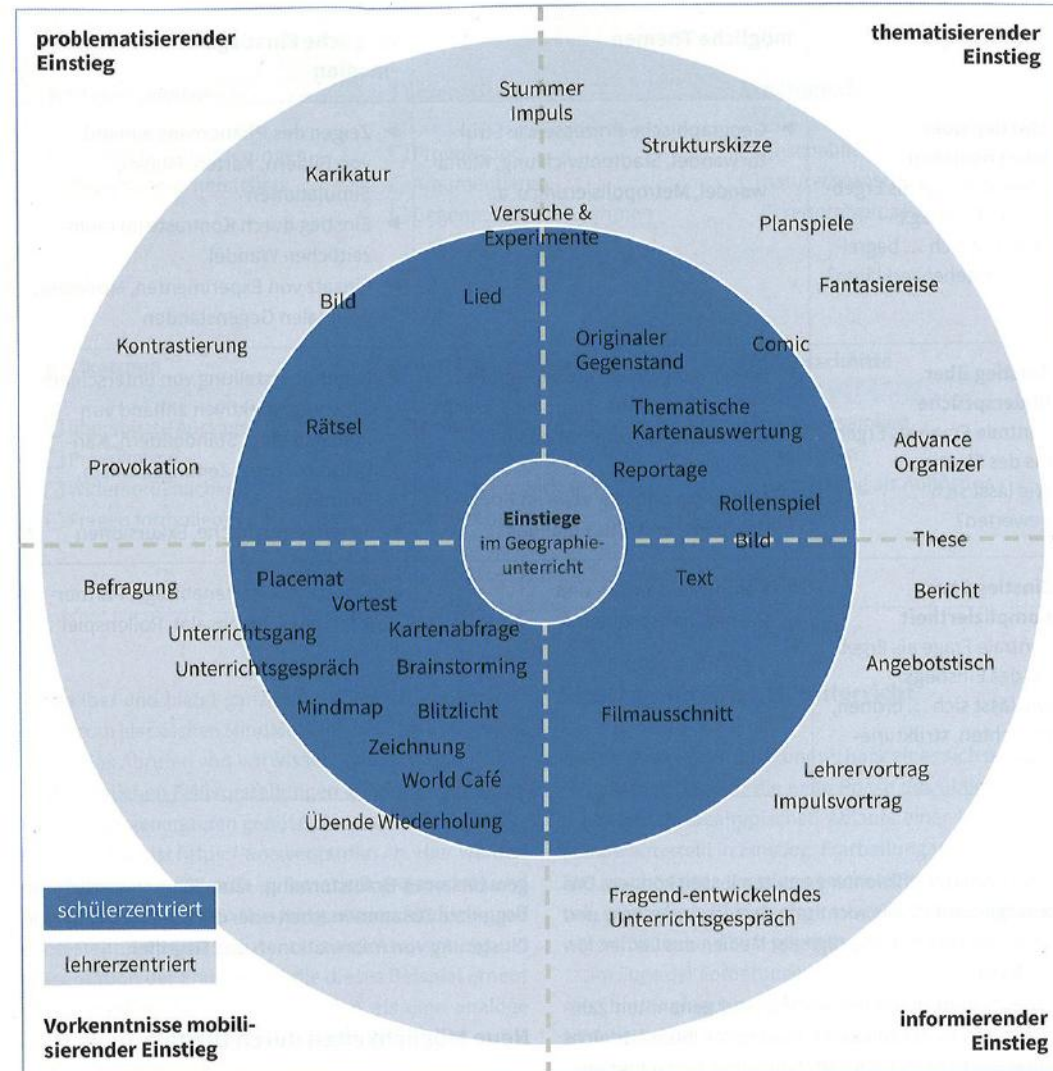 problematisierender
Einstieg
thematisierender
Einstieg
Stummer
Impuls
Strukturskizze
Karikatur
Versuche &
Experimente
Planspiele
Bild
Lied
Fantasiereise
Kontrastierung
Originaler
Gegenstand
Comic
Rätsel
Thematische
Kartenauswertung
Provokation
Reportage
Advance
Organizer
Rollenspiel
Einstiege
im Geographie-
unterricht
Bild
These
Befragung
Placemat
Text
Bericht
Vortest
Unterrichtsgang
Kartenabfrage
Unterrichtsgespräch
Brainstorming
Angebotstisch
Mindmap
Blitzlicht
Filmausschnitt
Zeichnung
World Café
Lehrervortrag
Impulsvortrag
Übende Wiederholung
Fragend-entwickelndes
Unterrichtsgespräch
schülerzentriert
lehrerzentriert
Vorkenntnisse mobili-
sierender Einstieg
informierender
Einstieg